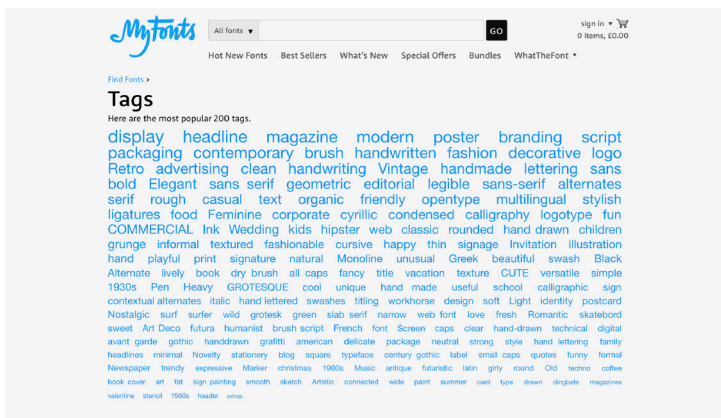 MyFonts
All fonts ▼ GO
sign in ▼
0 items, £0.00
Hot New Fonts Best Sellers What's New Special Offers Bundles WhatTheFont ▼
Find Fonts >
Tags
Here are the most popular 200 tags.
display headline magazine modern poster branding script
packaging contemporary brush handwritten fashion decorative logo
Retro advertising clean handwriting Vintage handmade lettering sans
bold Elegant sans serif geometric editorial legible sans-serif alternates
serif rough casual text organic friendly opentype multilingual stylish
ligatures food Feminine corporate cyrillic condensed calligraphy logotype fun
COMMERCIAL Ink Wedding kids hipster web classic rounded hand drawn children
grunge informal textured fashionable cursive happy thin signage Invitation illustration
hand playful print signature natural Monoline unusual Greek beautiful swash Black
Alternate lively book dry brush all caps fancy title vacation texture CUTE versatile simple
1930s Pen Heavy GROTESQUE cool unique hand made useful school calligraphic sign
contextual alternates italic hand lettered swashes titling workhorse design soft Light identity postcard
Nostalgic surf surfer wild grotesk green slab serif narrow web font love fresh Romantic skatebord
sweet Art Deco futura humanist brush script French font Screen caps clear hand-drawn technical digital
avant garde gothic handdrawn grafitti american delicate package neutral strong style hand lettering family
headlines minimal Novelty stationery blog square typeface century gothic label small caps quotes funny formal
Newspaper trendy expressive Marker christmas 1900s Music antique futuristic latin girly round Old techno coffee
book cover art fat sign painting smooth sketch Artistic connected wide paint summer card type drawn dingbats magazines
valentine stencil 1960s header extras